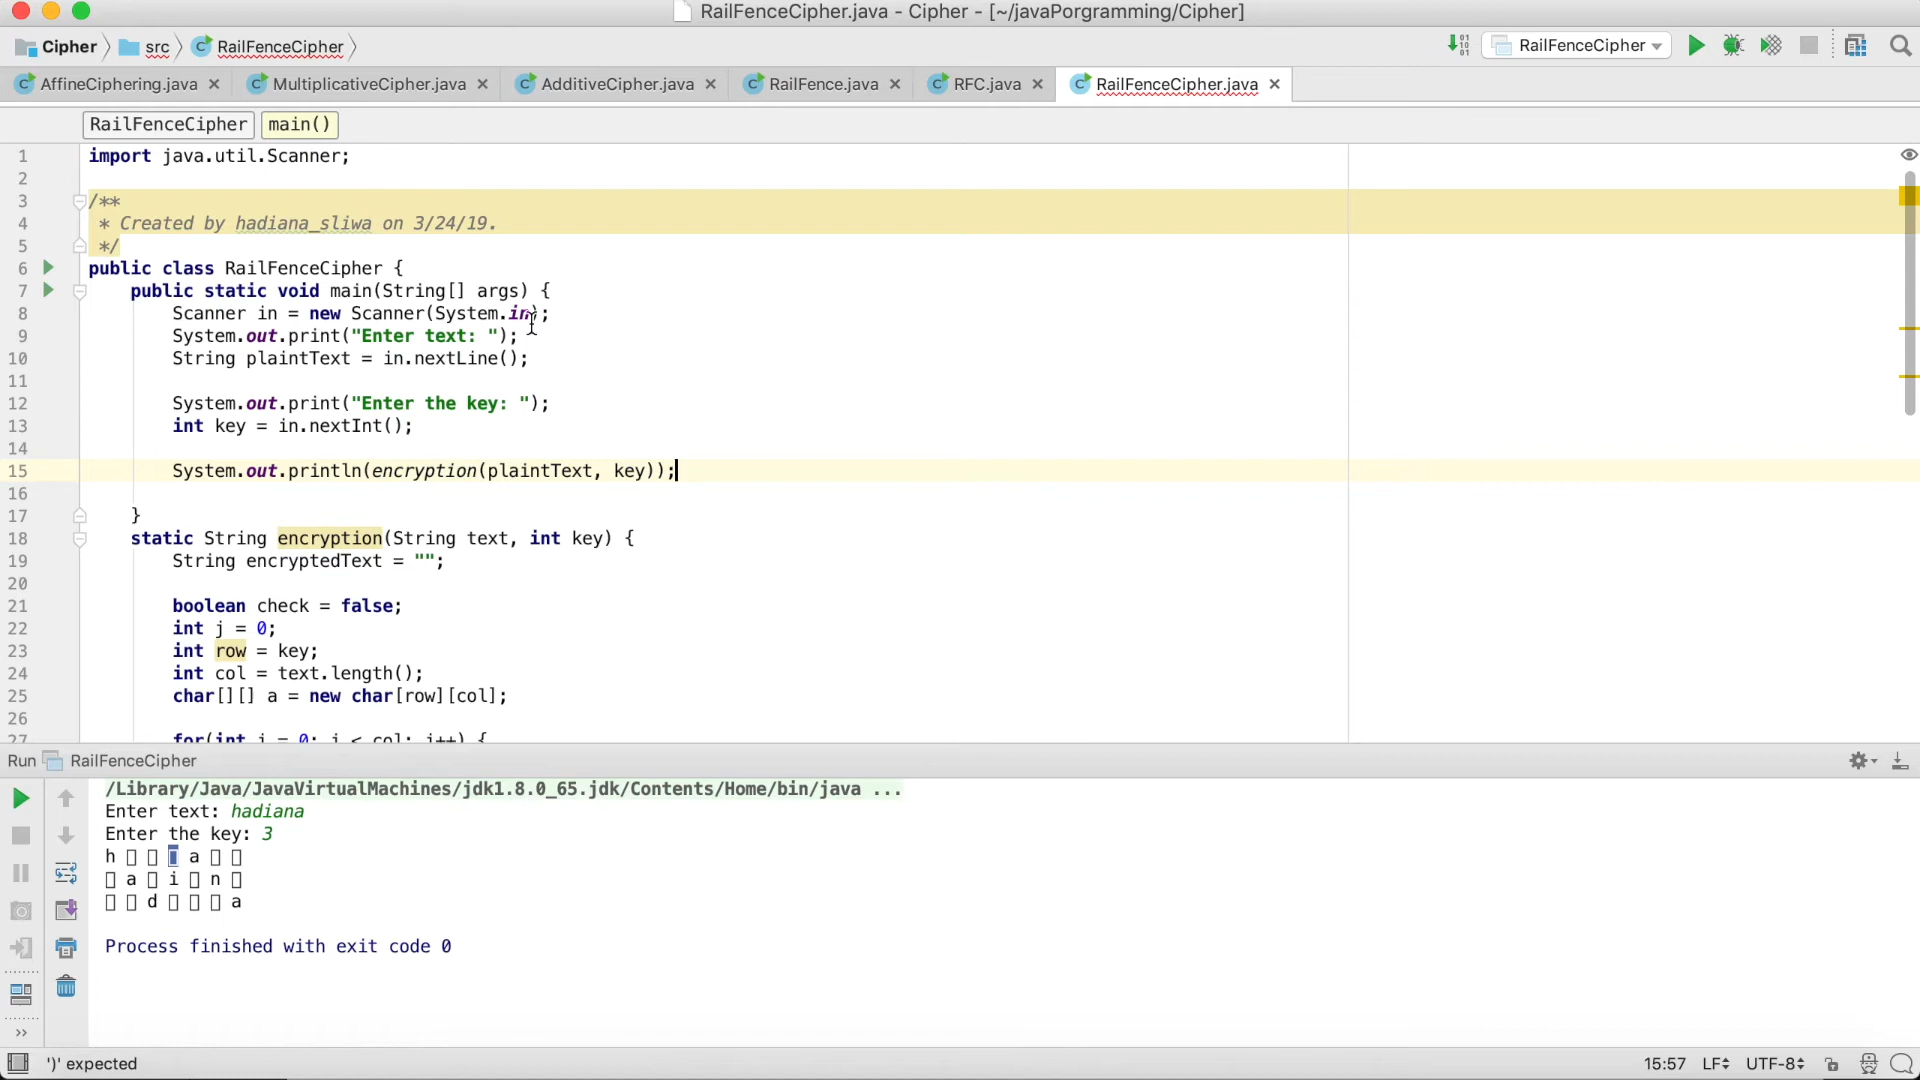 RailFenceCipher.java - Cipher - [~/javaPorgramming/Cipher]
Cipher src RailFenceCipher RailFenceCipher
AffineCiphering.java MultiplicativeCipher.java AdditiveCipher.java RailFence.java RFC.java RailFenceCipher.java
RailFenceCipher main()
1 import java.util.Scanner;
2
3 /**
4 * Created by hadiana_sliwa on 3/24/19.
5 */
6 public class RailFenceCipher {
7 public static void main(String[] args) {
8 Scanner in = new Scanner(System.in);
9 System.out.print("Enter text: ");
10 String plaintText = in.nextLine();
11
12 System.out.print("Enter the key: ");
13 int key = in.nextInt();
14
15 System.out.println(encryption(plaintText, key));
16
17 }
18 static String encryption(String text, int key) {
19 String encryptedText = "";
20
21 boolean check = false;
22 int j = 0;
23 int row = key;
24 int col = text.length();
25 char[][] a = new char[row][col];
26
27 for(int i = 0; i < col; i++) {
Run RailFenceCipher
/Library/Java/JavaVirtualMachines/jdk1.8.0_65.jdk/Contents/Home/bin/java ...
Enter text: hadiana
Enter the key: 3
h a
a i n
d a
Process finished with exit code 0
')' expected 15:57 LF UTF-8